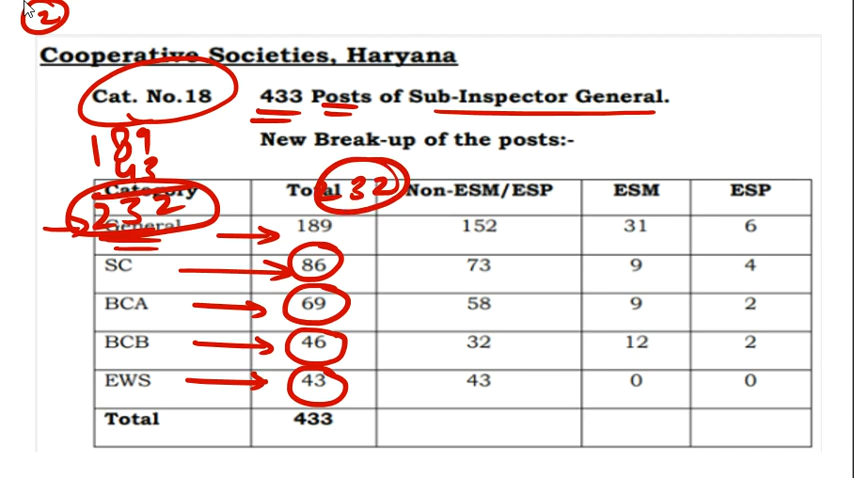 2
Cooperative Societies, Haryana
Cat. No.18 433 Posts of Sub-Inspector General.
New Break-up of the posts:-
189
43
232
232
Category Total Non-ESM/ESP ESM ESP
General 189 152 31 6
SC 86 73 9 4
BCA 69 58 9 2
BCB 46 32 12 2
EWS 43 43 0 0
Total 433